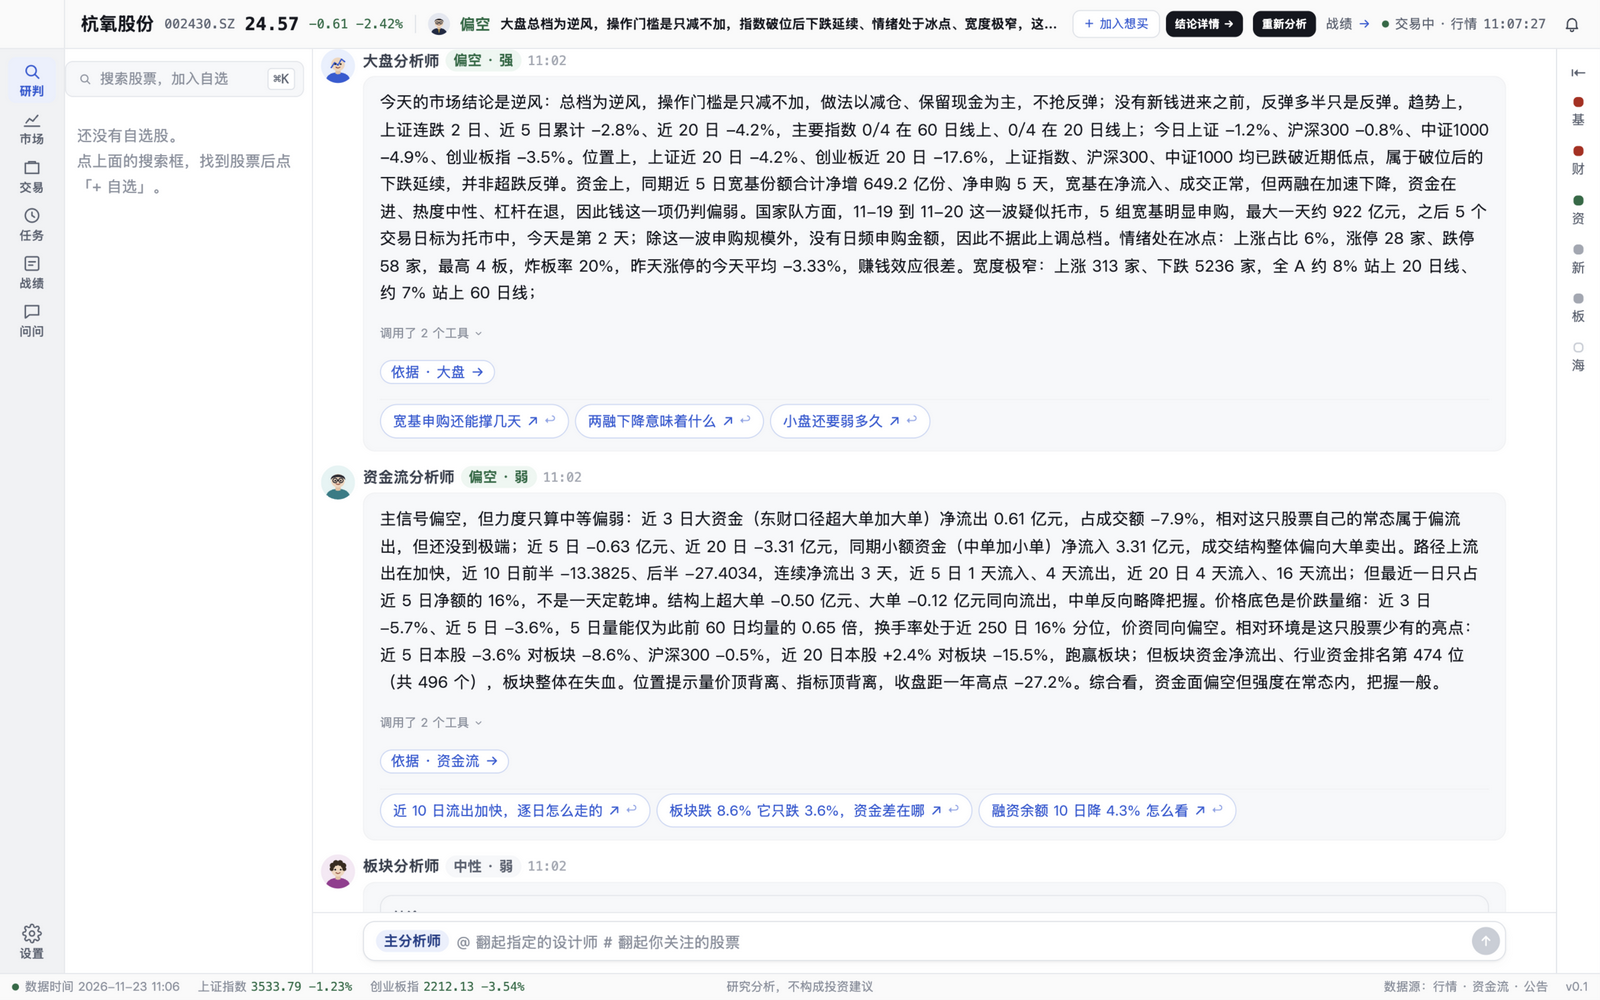 杭氧股份 002430.SZ 24.57 −0.61 −2.42% 偏空 大盘总档为逆风，操作门槛是只减不加，指数破位后下跌延续、情绪处于冰点、宽度极窄，这... + 加入想买 结论详情 → 重新分析 战绩 → 交易中 · 行情 11:07:27
研判
市场
交易
任务
战绩
问问
设置
搜索股票，加入自选 ⌘K
还没有自选股。
点上面的搜索框，找到股票后点
「+ 自选」。
大盘分析师 偏空 · 强 11:02
今天的市场结论是逆风：总档为逆风，操作门槛是只减不加，做法以减仓、保留现金为主，不抢反弹；没有新钱进来之前，反弹多半只是反弹。趋势上，
上证连跌 2 日、近 5 日累计 −2.8%、近 20 日 −4.2%，主要指数 0/4 在 60 日线上、0/4 在 20 日线上；今日上证 −1.2%、沪深300 −0.8%、中证1000
−4.9%、创业板指 −3.5%。位置上，上证近 20 日 −4.2%、创业板近 20 日 −17.6%，上证指数、沪深300、中证1000 均已跌破近期低点，属于破位后的
下跌延续，并非超跌反弹。资金上，同期近 5 日宽基份额合计净增 649.2 亿份、净申购 5 天，宽基在净流入、成交正常，但两融在加速下降，资金在
进、热度中性、杠杆在退，因此钱这一项仍判偏弱。国家队方面，11–19 到 11–20 这一波疑似托市，5 组宽基明显申购，最大一天约 922 亿元，之后 5 个
交易日标为托市中，今天是第 2 天；除这一波申购规模外，没有日频申购金额，因此不据此上调总档。情绪处在冰点：上涨占比 6%，涨停 28 家、跌停
58 家，最高 4 板，炸板率 20%，昨天涨停的今天平均 −3.33%，赚钱效应很差。宽度极窄：上涨 313 家、下跌 5236 家，全 A 约 8% 站上 20 日线、
约 7% 站上 60 日线；
调用了 2 个工具
依据 · 大盘 →
宽基申购还能撑几天 ↗ ↩ 两融下降意味着什么 ↗ ↩ 小盘还要弱多久 ↗ ↩
资金流分析师 偏空 · 弱 11:02
主信号偏空，但力度只算中等偏弱：近 3 日大资金（东财口径超大单加大单）净流出 0.61 亿元，占成交额 −7.9%，相对这只股票自己的常态属于偏流
出，但还没到极端；近 5 日 −0.63 亿元、近 20 日 −3.31 亿元，同期小额资金（中单加小单）净流入 3.31 亿元，成交结构整体偏向大单卖出。路径上流
出在加快，近 10 日前半 −13.3825、后半 −27.4034，连续净流出 3 天，近 5 日 1 天流入、4 天流出，近 20 日 4 天流入、16 天流出；但最近一日只占
近 5 日净额的 16%，不是一天定乾坤。结构上超大单 −0.50 亿元、大单 −0.12 亿元同向流出，中单反向略降把握。价格底色是价跌量缩：近 3 日
−5.7%、近 5 日 −3.6%，5 日量能仅为此前 60 日均量的 0.65 倍，换手率处于近 250 日 16% 分位，价资同向偏空。相对环境是这只股票少有的亮点：
近 5 日本股 −3.6% 对板块 −8.6%、沪深300 −0.5%，近 20 日本股 +2.4% 对板块 −15.5%，跑赢板块；但板块资金净流出、行业资金排名第 474 位
（共 496 个），板块整体在失血。位置提示量价顶背离、指标顶背离，收盘距一年高点 −27.2%。综合看，资金面偏空但强度在常态内，把握一般。
调用了 2 个工具
依据 · 资金流 →
近 10 日流出加快，逐日怎么走的 ↗ ↩ 板块跌 8.6% 它只跌 3.6%，资金差在哪 ↗ ↩ 融资余额 10 日降 4.3% 怎么看 ↗ ↩
板块分析师 中性 · 弱 11:02
主分析师 @ 翻起指定的设计师 # 翻起你关注的股票
基
财
资
新
板
海
数据时间 2026–11–23 11:06 上证指数 3533.79 −1.23% 创业板指 2212.13 −3.54% 研究分析，不构成投资建议 数据源：行情 · 资金流 · 公告 v0.1